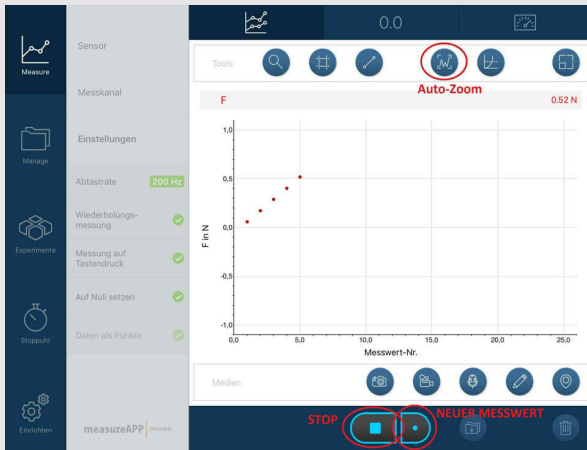 0.0
Sensor
Tools
Measure
Auto-Zoom
Messkanal
F
0.52 N
1,0
Einstellungen
Manage
Abtastrate
200 Hz
0,5
Wiederholungs-
messung
F in N
0,0
Experimente
Messung auf
Tastendruck
-0,5
Auf Null setzen
Stoppuhr
Daten als Punkte
-1,0
0,0
5,0
10,0
15,0
20,0
25,0
Messwert-Nr.
Medien
STOP
NEUER MESSWERT
Einrichten
measureAPP